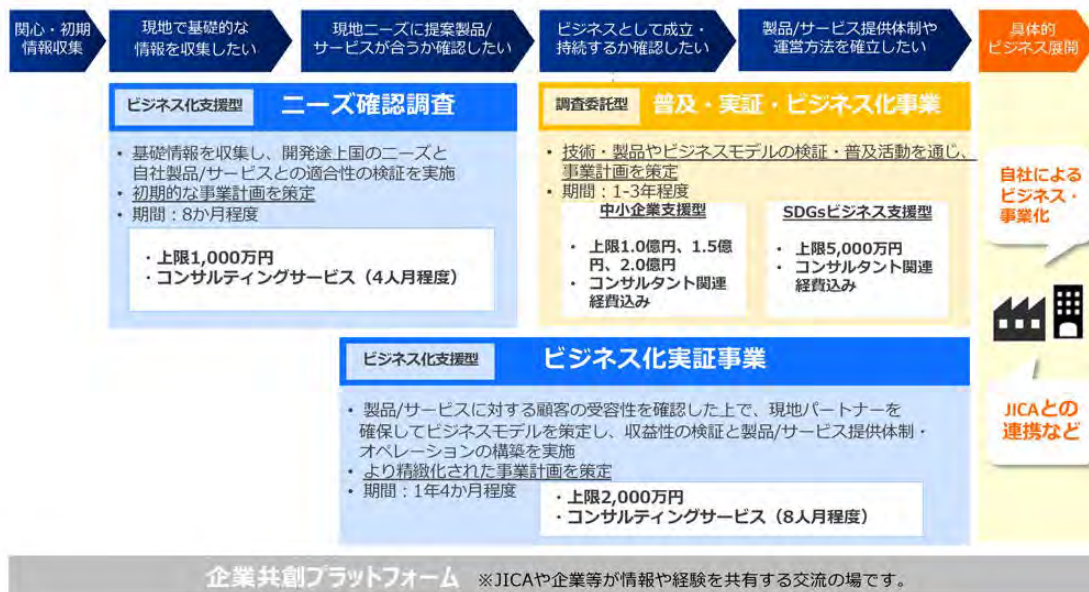 関心・初期
情報収集
現地で基礎的な
情報を収集したい
現地ニーズに提案製品/
サービスが合うか確認したい
ビジネスとして成立・
持続するか確認したい
製品/サービス提供体制や
運営方法を確立したい
具体的
ビジネス展開
ビジネス化支援型
ニーズ確認調査
・基礎情報を収集し、開発途上国のニーズと
自社製品/サービスとの適合性の検証を実施
・初期的な事業計画を策定
・期間：8か月程度
・上限1,000万円
・コンサルティングサービス（4人月程度）
調査委託型
普及・実証・ビジネス化事業
・技術・製品やビジネスモデルの検証・普及活動を通じ、
事業計画を策定
・期間：1-3年程度
中小企業支援型
・上限1.0億円、1.5億
円、2.0億円
・コンサルタント関連
経費込み
SDGsビジネス支援型
・上限5,000万円
・コンサルタント関連
経費込み
自社による
ビジネス・
事業化
ビジネス化支援型
ビジネス化実証事業
・製品/サービスに対する顧客の受容性を確認した上で、現地パートナーを
確保してビジネスモデルを策定し、収益性の検証と製品/サービス提供体制・
オペレーションの構築を実施
・より精緻化された事業計画を策定
・期間：1年4か月程度
・上限2,000万円
・コンサルティングサービス（8人月程度）
JICAとの
連携など
企業共創プラットフォーム ※JICAや企業等が情報や経験を共有する交流の場です。